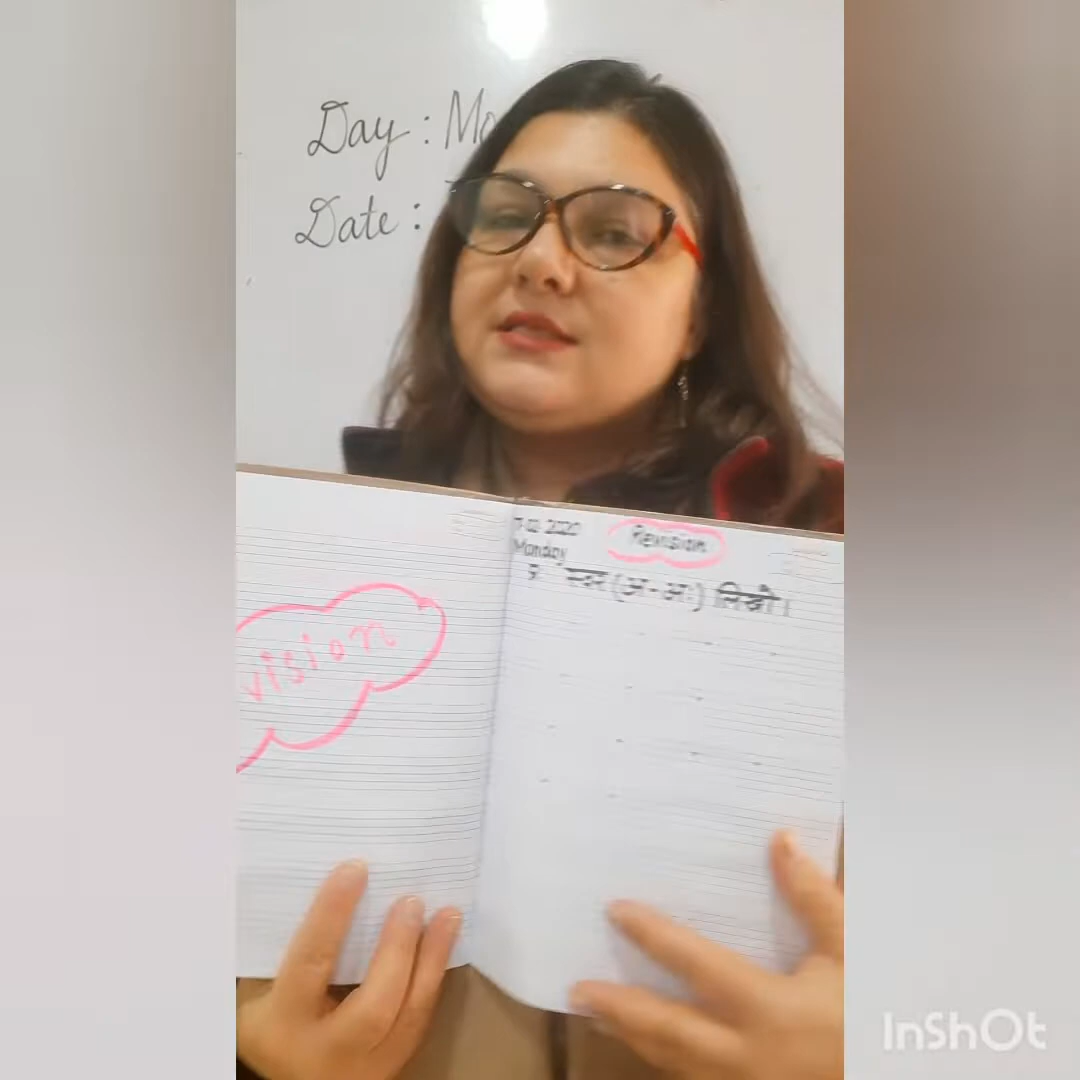 Day : Mo
Date :
vision
7.12.2020
Monday
Revision
प्र. स्वर (अ - अः) लिखो।
InShOt